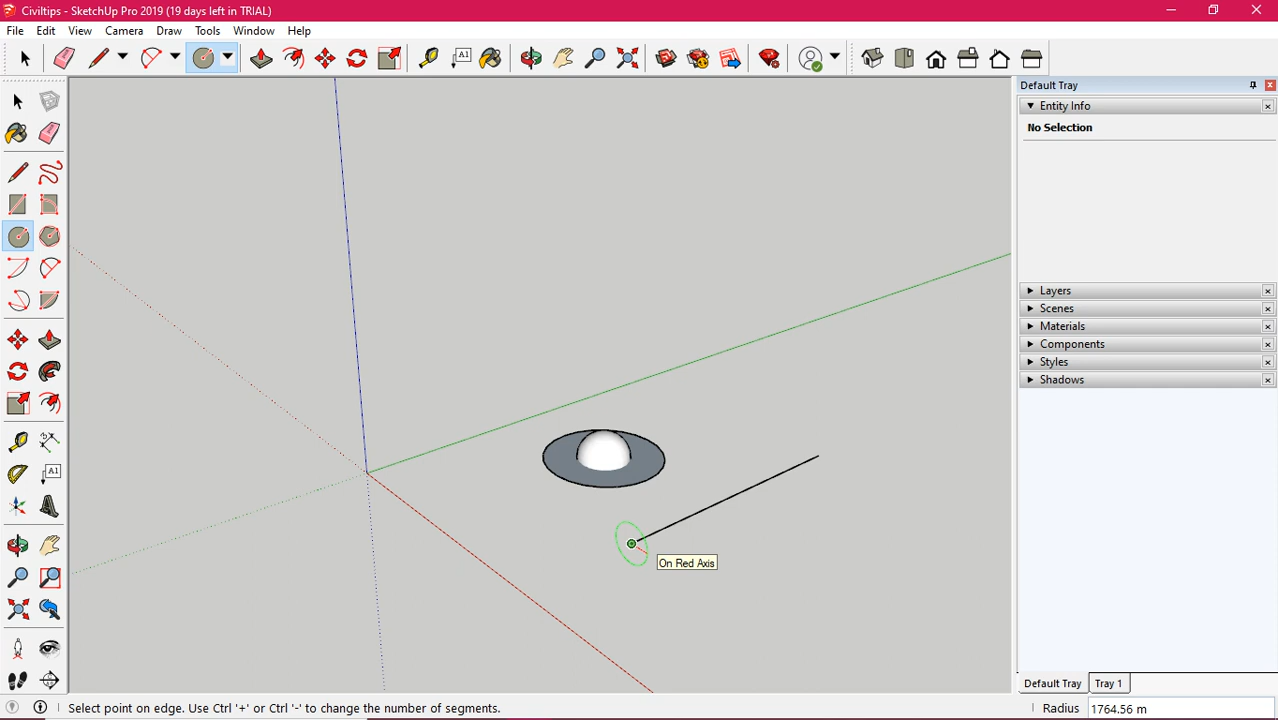 Civiltips - SketchUp Pro 2019 (19 days left in TRIAL)
File Edit View Camera Draw Tools Window Help
A1
Default Tray
Entity Info
No Selection
A1
Layers
Scenes
Materials
Components
Styles
Shadows
On Red Axis
Default Tray Tray 1
Select point on edge. Use Ctrl '+' or Ctrl '-' to change the number of segments.
Radius 1764.56 m